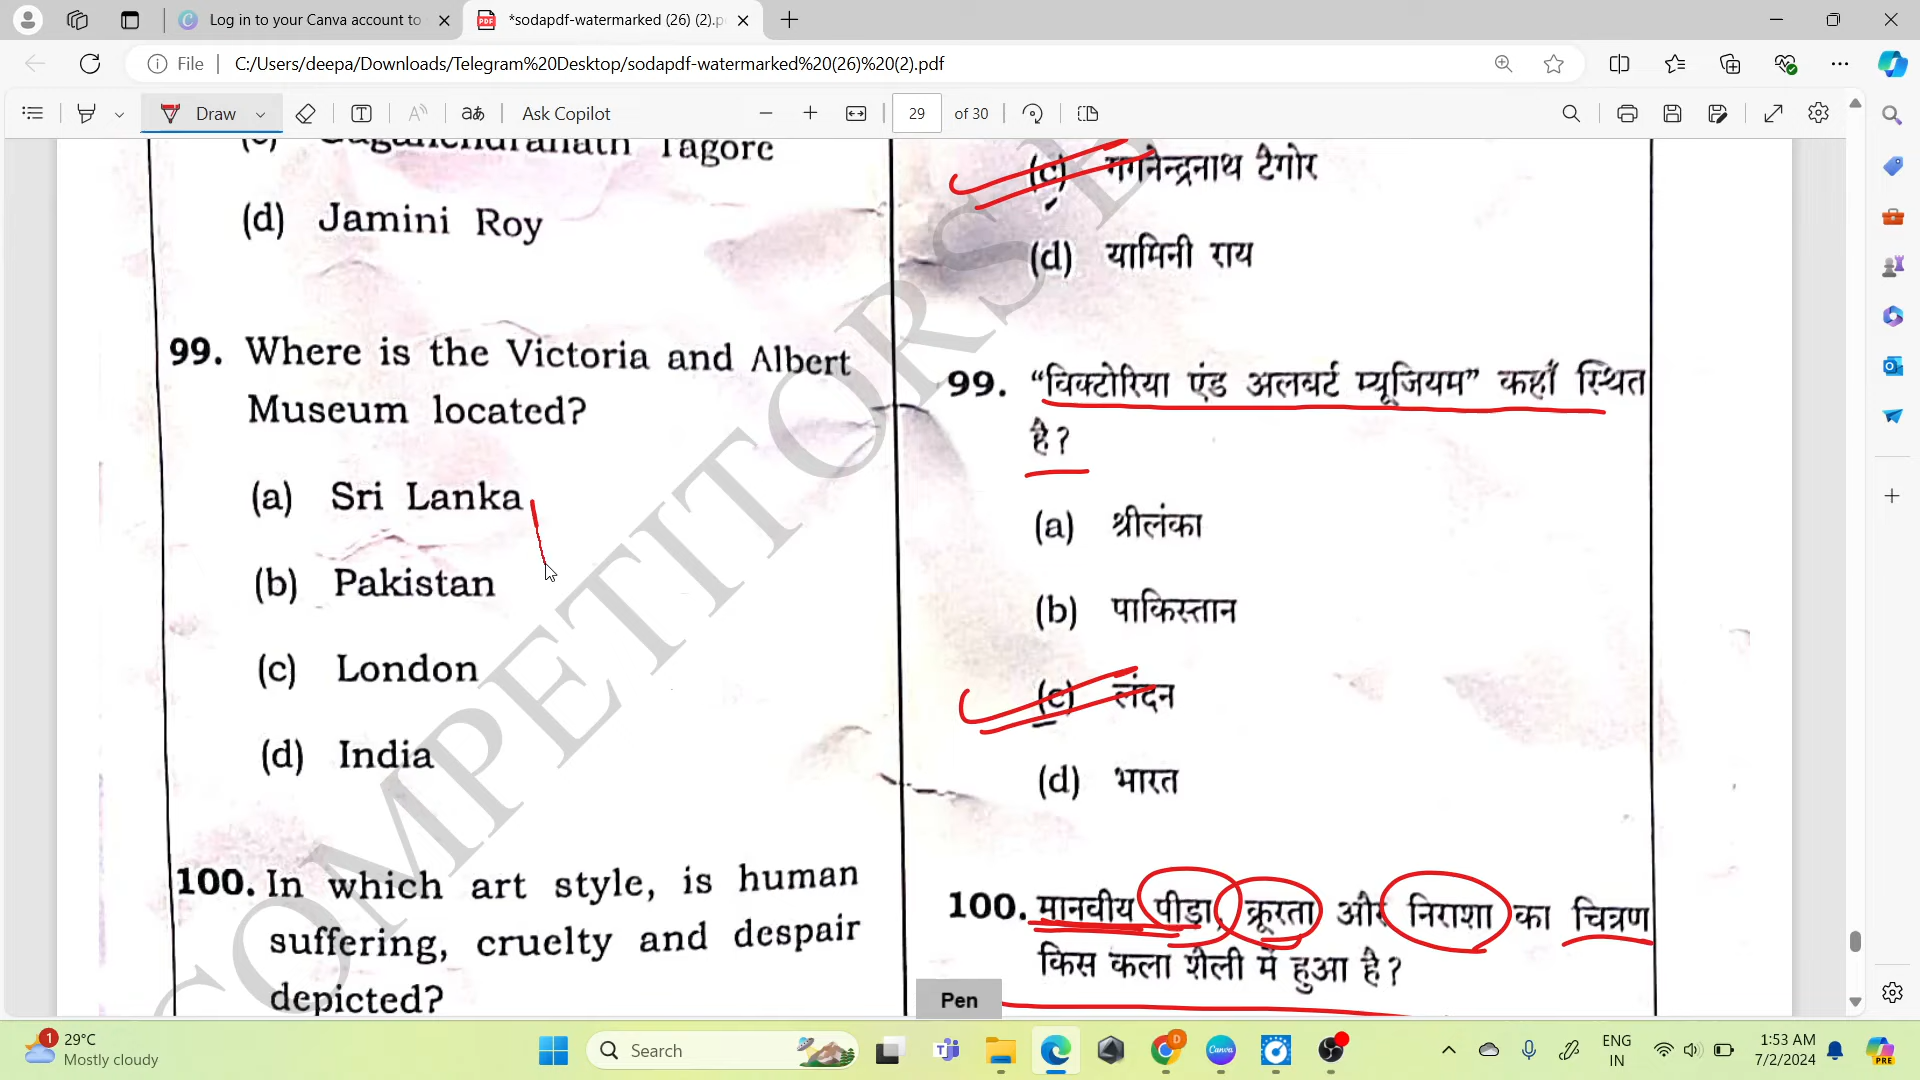 Log in to your Canva account to
*sodapdf-watermarked (26) (2).p
File
C:/Users/deepa/Downloads/Telegram%20Desktop/sodapdf-watermarked%20(26)%20(2).pdf
Draw
Ask Copilot
29
of 30
(c) Gaganendranath Tagore
(d) Jamini Roy
99. Where is the Victoria and Albert
Museum located?
(a) Sri Lanka
(b) Pakistan
(c) London
(d) India
100. In which art style, is human
suffering, cruelty and despair
depicted?
(c) गगनेन्द्रनाथ टैगोर
(d) यामिनी राय
99. “विक्टोरिया एंड अलबर्ट म्यूजियम” कहाँ स्थित
है?
(a) श्रीलंका
(b) पाकिस्तान
(c) लंदन
(d) भारत
100. मानवीय पीड़ा, क्रूरता और निराशा का चित्रण
किस कला शैली में हुआ है?
COMPETITORS
Pen
1
29°C
Mostly cloudy
Search
Canva
D
ENG
IN
1:53 AM
7/2/2024
PRE